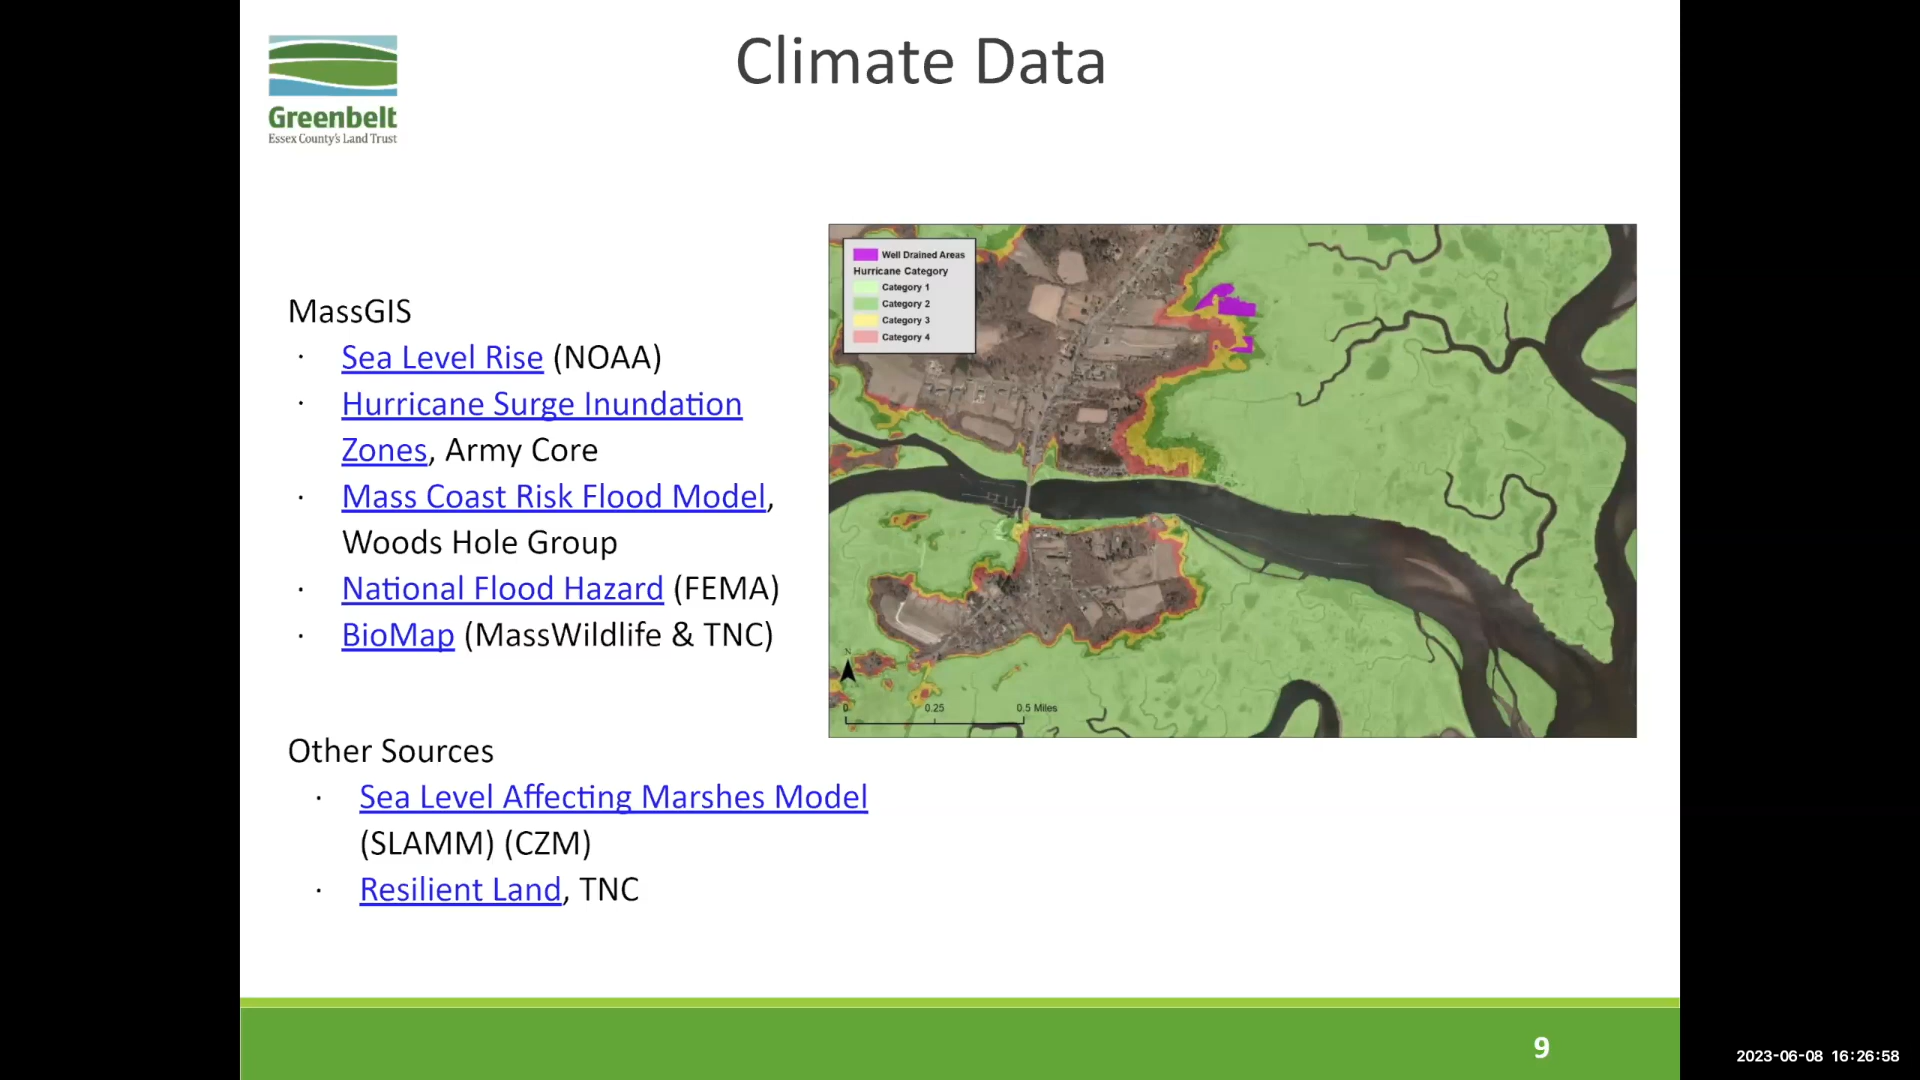 Climate Data
Greenbelt
Essex County's Land Trust
MassGIS
· Sea Level Rise (NOAA)
· Hurricane Surge Inundation
Zones, Army Core
· Mass Coast Risk Flood Model,
Woods Hole Group
· National Flood Hazard (FEMA)
· BioMap (MassWildlife & TNC)
Other Sources
· Sea Level Affecting Marshes Model
(SLAMM) (CZM)
· Resilient Land, TNC
Well Drained Areas
Hurricane Category
Category 1
Category 2
Category 3
Category 4
N
0 0.25 0.5 Miles
9
2023-06-08 16:26:58